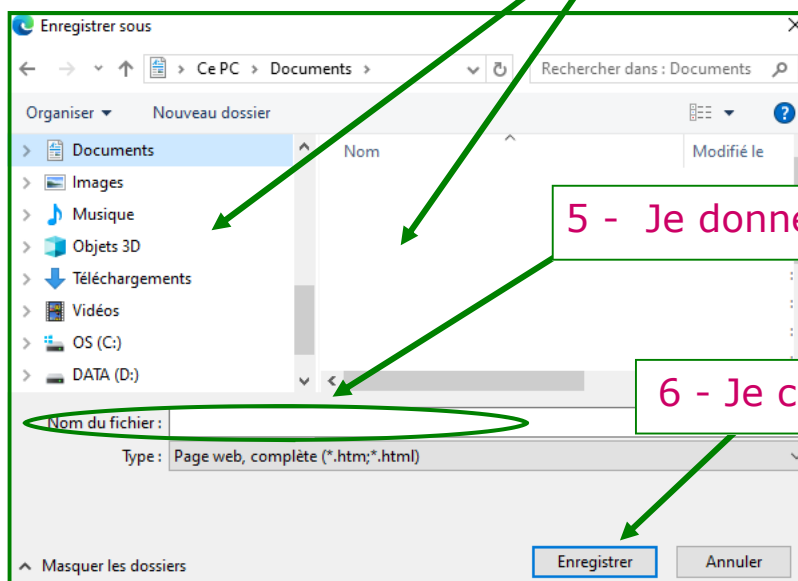 Enregistrer sous
Ce PC > Documents >
Rechercher dans : Documents
Organiser
Nouveau dossier
Documents
Nom
Modifié le
Images
Musique
5 - Je donne
Objets 3D
Téléchargements
Vidéos
OS (C:)
DATA (D:)
6 - Je c
Nom du fichier :
Type : Page web, complète (*.htm;*.html)
Masquer les dossiers
Enregistrer
Annuler